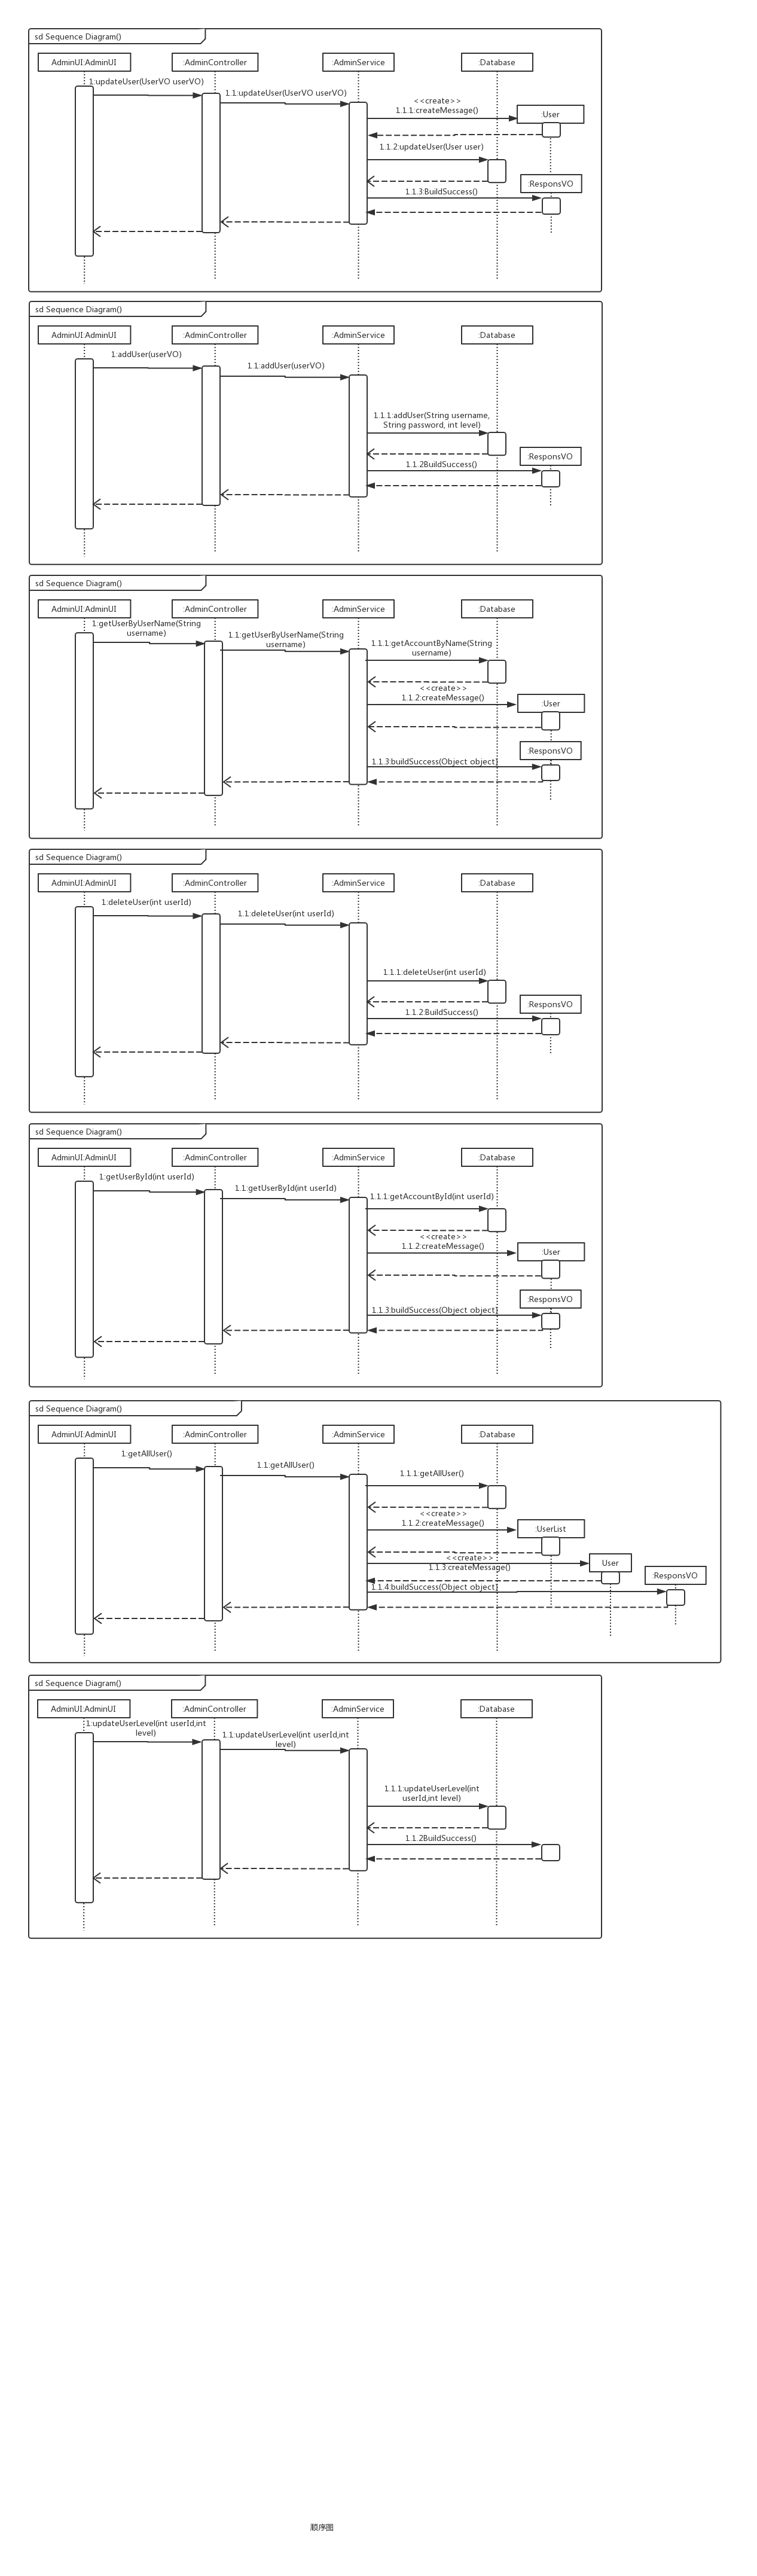 sd Sequence Diagram()
AdminUI:AdminUI
:AdminController
:AdminService
:Database
1:updateUser(UserVO userVO)
1.1:updateUser(UserVO userVO)
<<create>>
1.1.1:createMessage()
:User
1.1.2:updateUser(User user)
:ResponsVO
1.1.3:BuildSuccess()
sd Sequence Diagram()
AdminUI:AdminUI
:AdminController
:AdminService
:Database
1:addUser(userVO)
1.1:addUser(userVO)
1.1.1:addUser(String username,
String password, int level)
:ResponsVO
1.1.2BuildSuccess()
sd Sequence Diagram()
AdminUI:AdminUI
:AdminController
:AdminService
:Database
1:getUserByUserName(String
username)
1.1:getUserByUserName(String
username)
1.1.1:getAccountByName(String
username)
<<create>>
1.1.2:createMessage()
:User
:ResponsVO
1.1.3:buildSuccess(Object object)
sd Sequence Diagram()
AdminUI:AdminUI
:AdminController
:AdminService
:Database
1:deleteUser(int userId)
1.1:deleteUser(int userId)
1.1.1:deleteUser(int userId)
:ResponsVO
1.1.2:BuildSuccess()
sd Sequence Diagram()
AdminUI:AdminUI
:AdminController
:AdminService
:Database
1:getUserById(int userId)
1.1:getUserById(int userId)
1.1.1:getAccountById(int userId)
<<create>>
1.1.2:createMessage()
:User
:ResponsVO
1.1.3:buildSuccess(Object object)
sd Sequence Diagram()
AdminUI:AdminUI
:AdminController
:AdminService
:Database
1:getAllUser()
1.1:getAllUser()
1.1.1:getAllUser()
<<create>>
1.1.2:createMessage()
:UserList
<<create>>
1.1.3:createMessage()
User
:ResponsVO
1.1.4:buildSuccess(Object object)
sd Sequence Diagram()
AdminUI:AdminUI
:AdminController
:AdminService
:Database
1:updateUserLevel(int userId,int
level)
1.1:updateUserLevel(int userId,int
level)
1.1.1:updateUserLevel(int
userId,int level)
1.1.2BuildSuccess()
顺序图